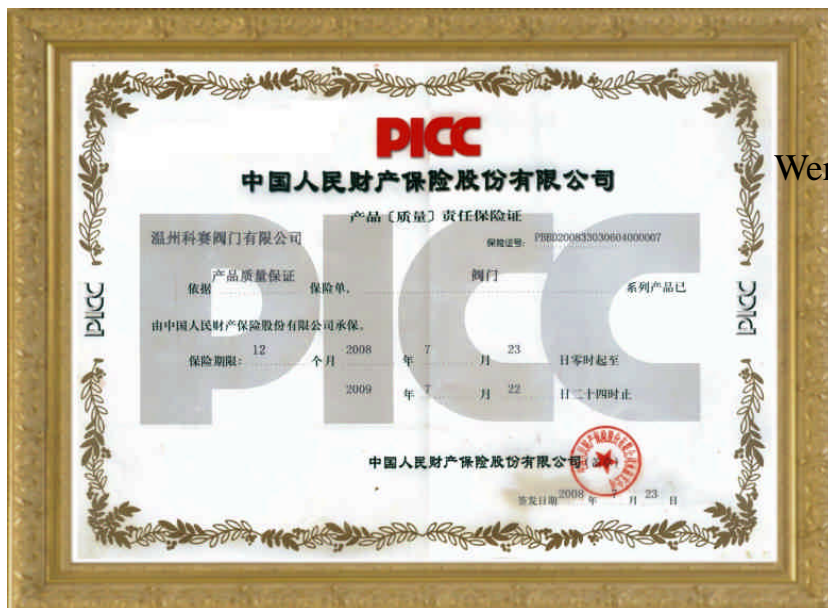 PICC
中国人民财产保险股份有限公司
Wen
产品〔质量〕责任保险证
温州科赛阀门有限公司 保险证号: PBBD200833030604000007
依据 产品质量保证 保险单, 阀门 系列产品已
由中国人民财产保险股份有限公司承保。
保险期限: 12 个月 2008 年 7 月 23 日零时起至
2009 年 7 月 22 日二十四时止
中国人民财产保险股份有限公司
签发日期 2008 年 7 月 23 日
PICC
PICC
PICC